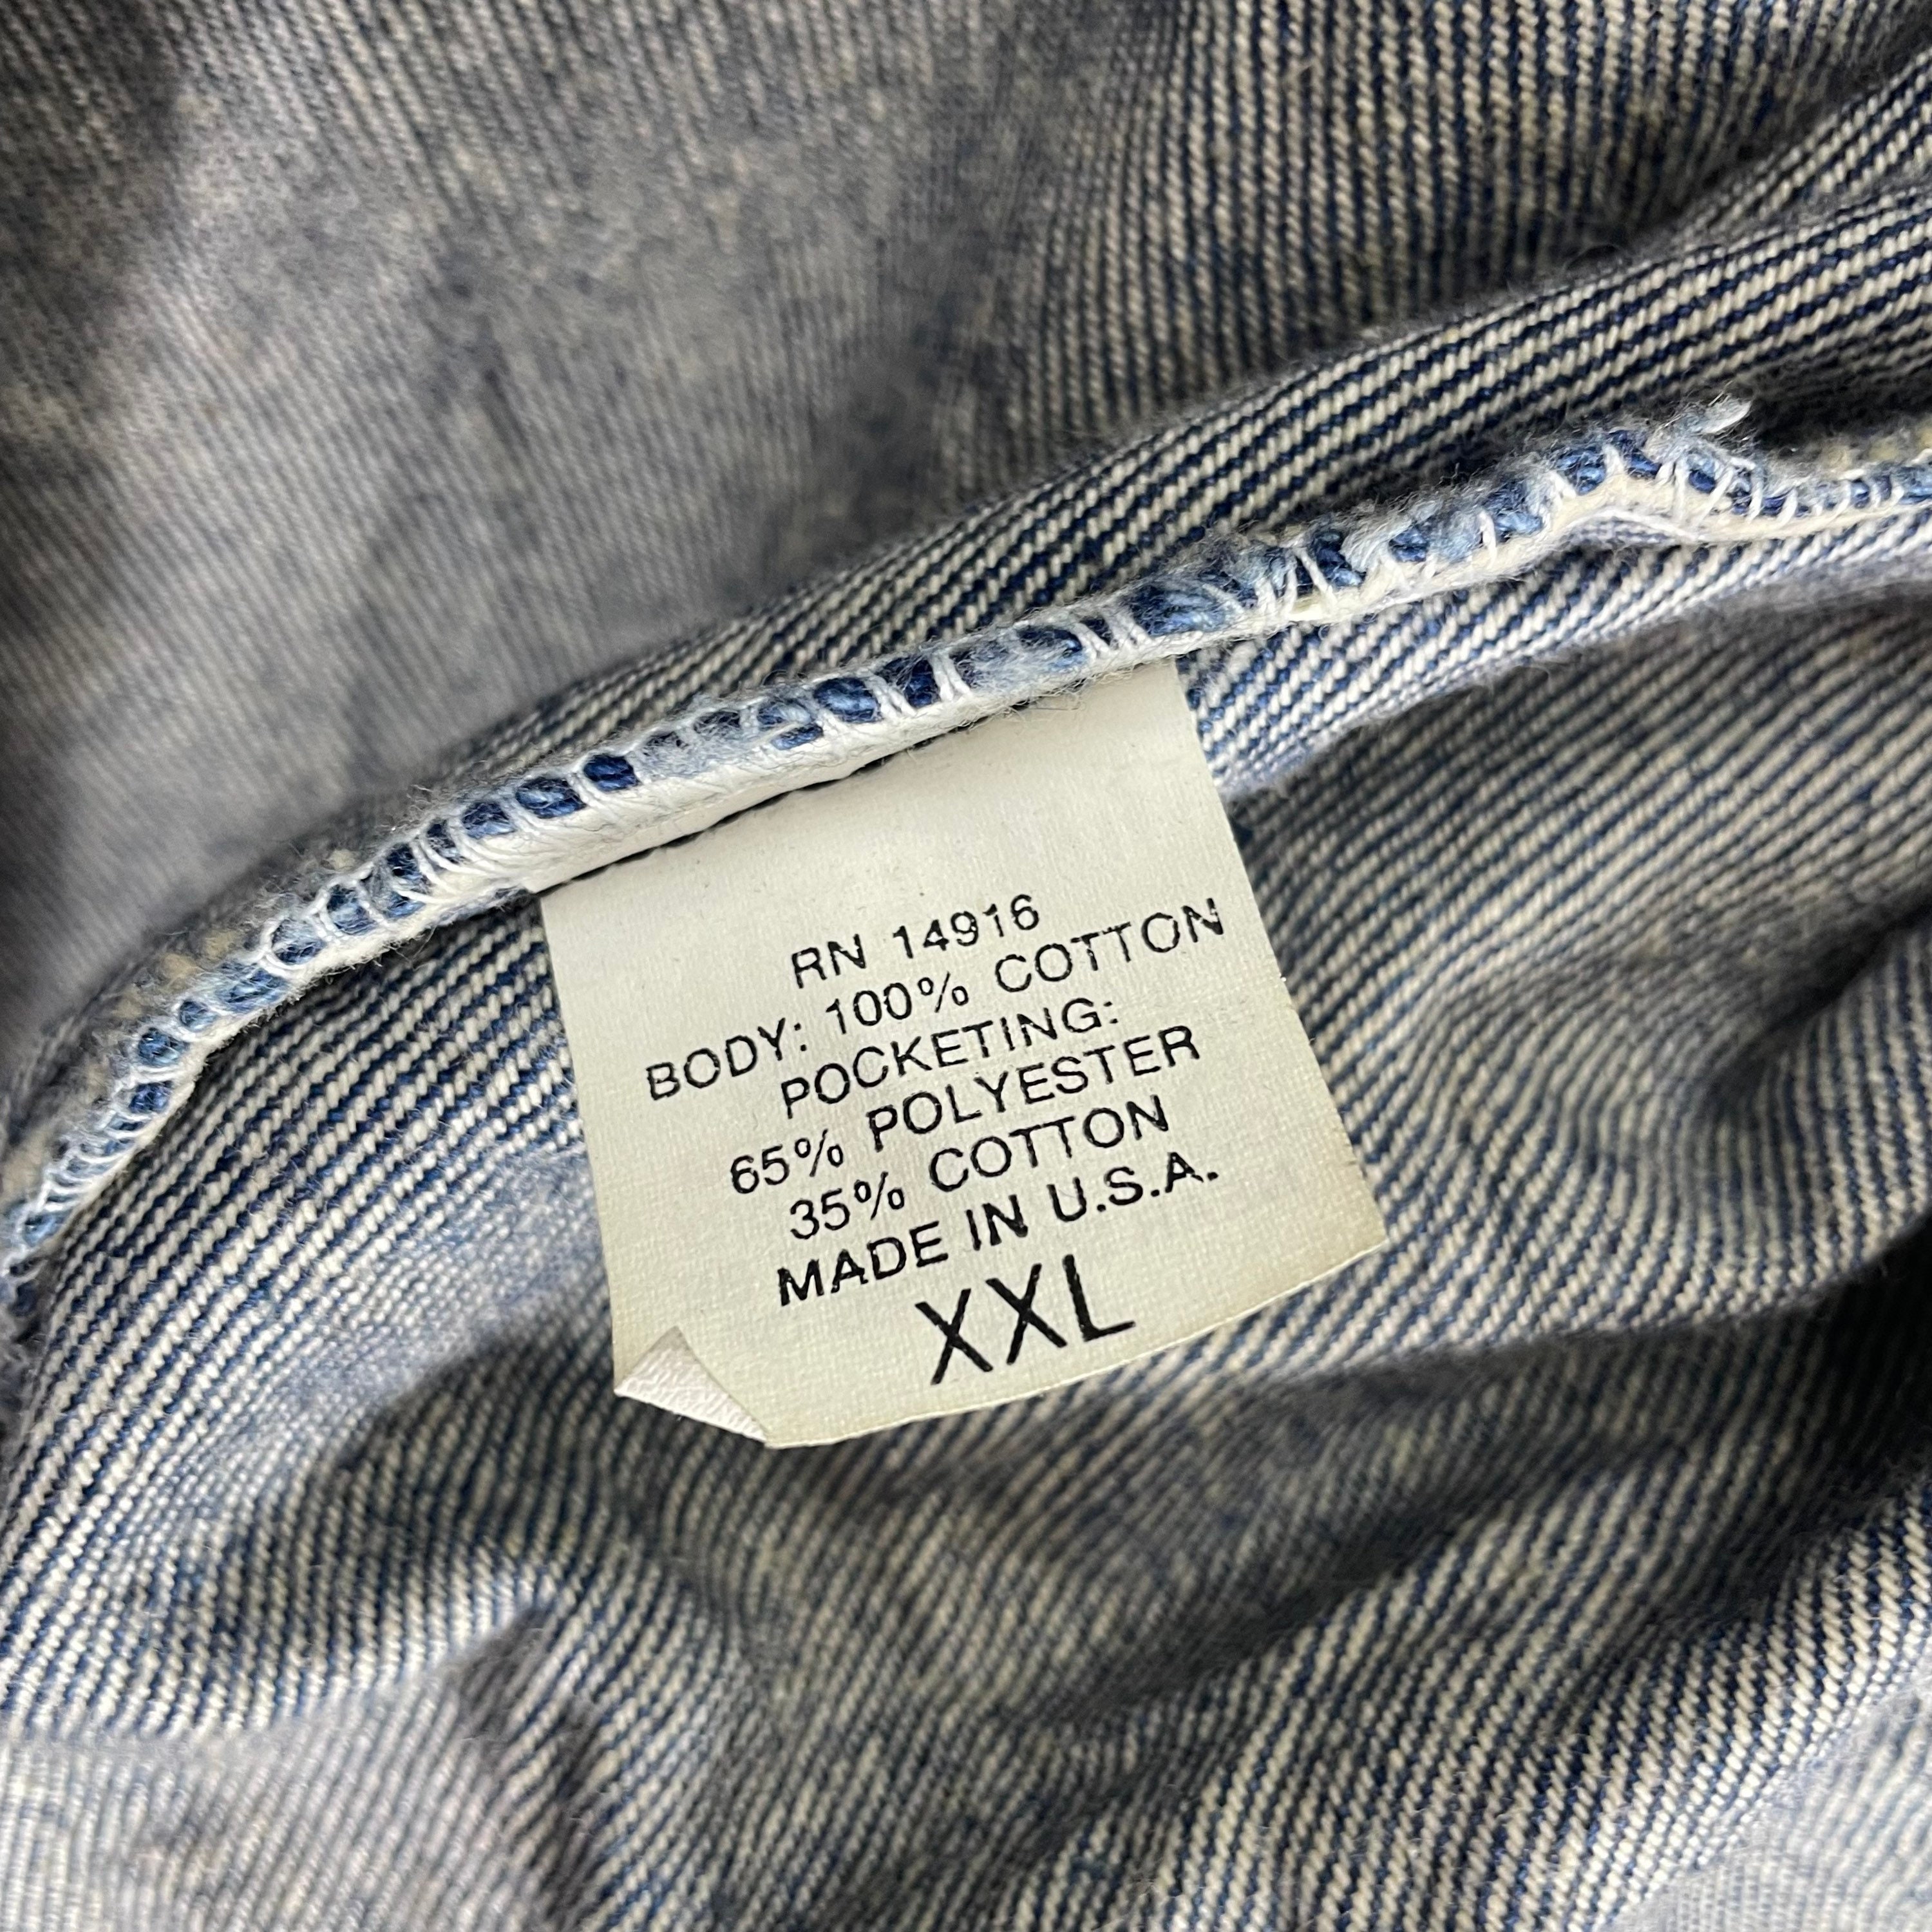 RN 14916
BODY: 100% COTTON
POCKETING:
65% POLYESTER
35% COTTON
MADE IN U.S.A.
XXL